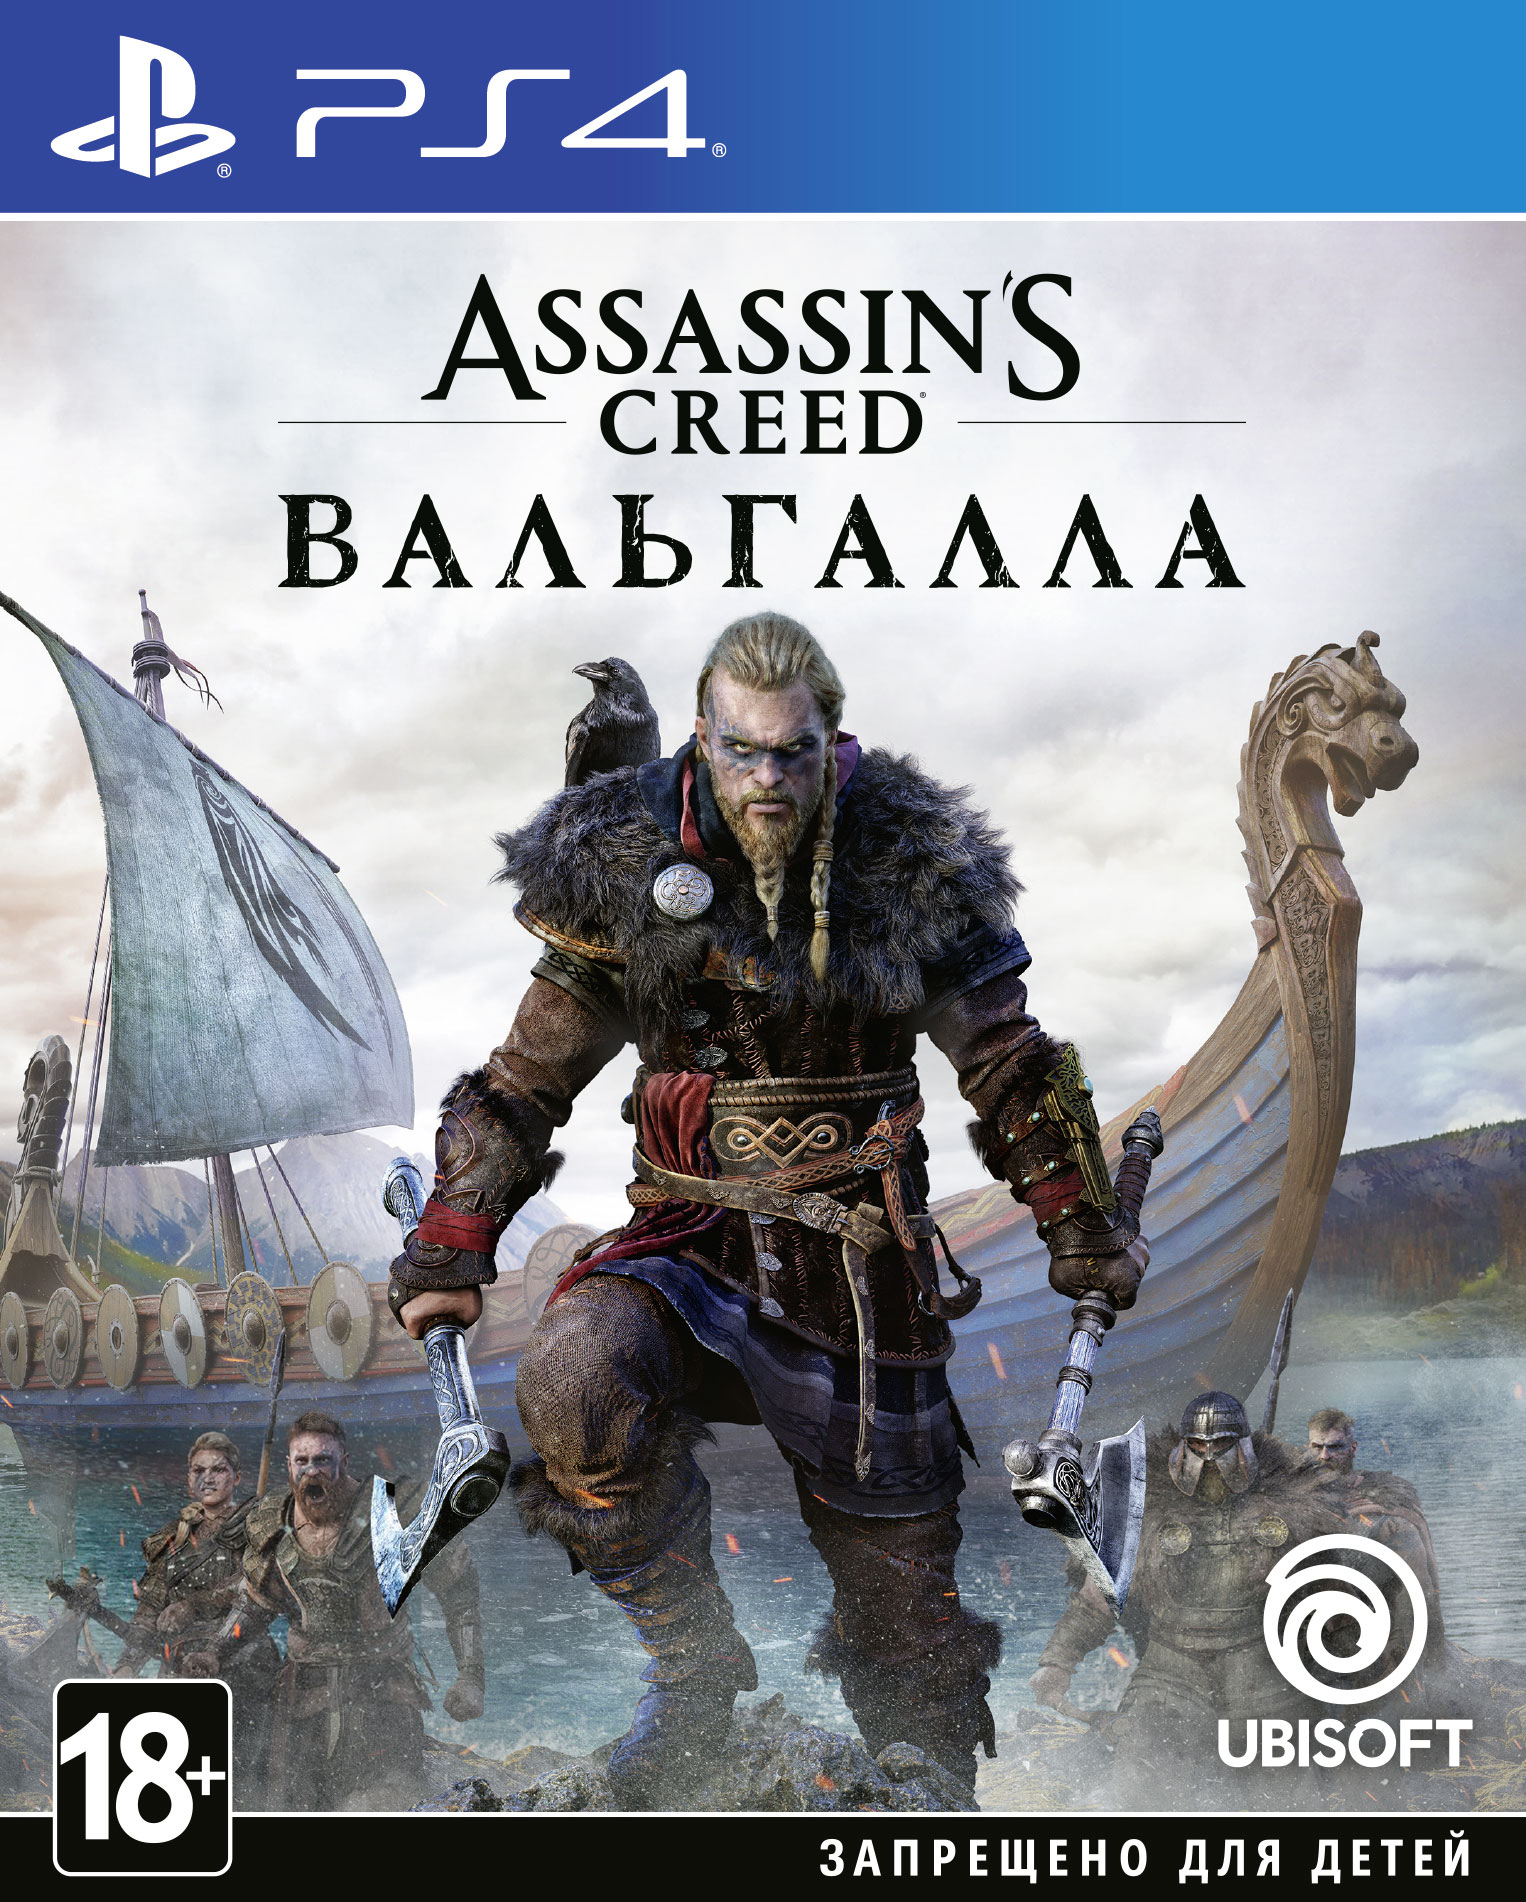 PS4
ASSASSIN'S
CREED
ВАЛЬГАЛЛА
UBISOFT
18+
ЗАПРЕЩЕНО ДЛЯ ДЕТЕЙ